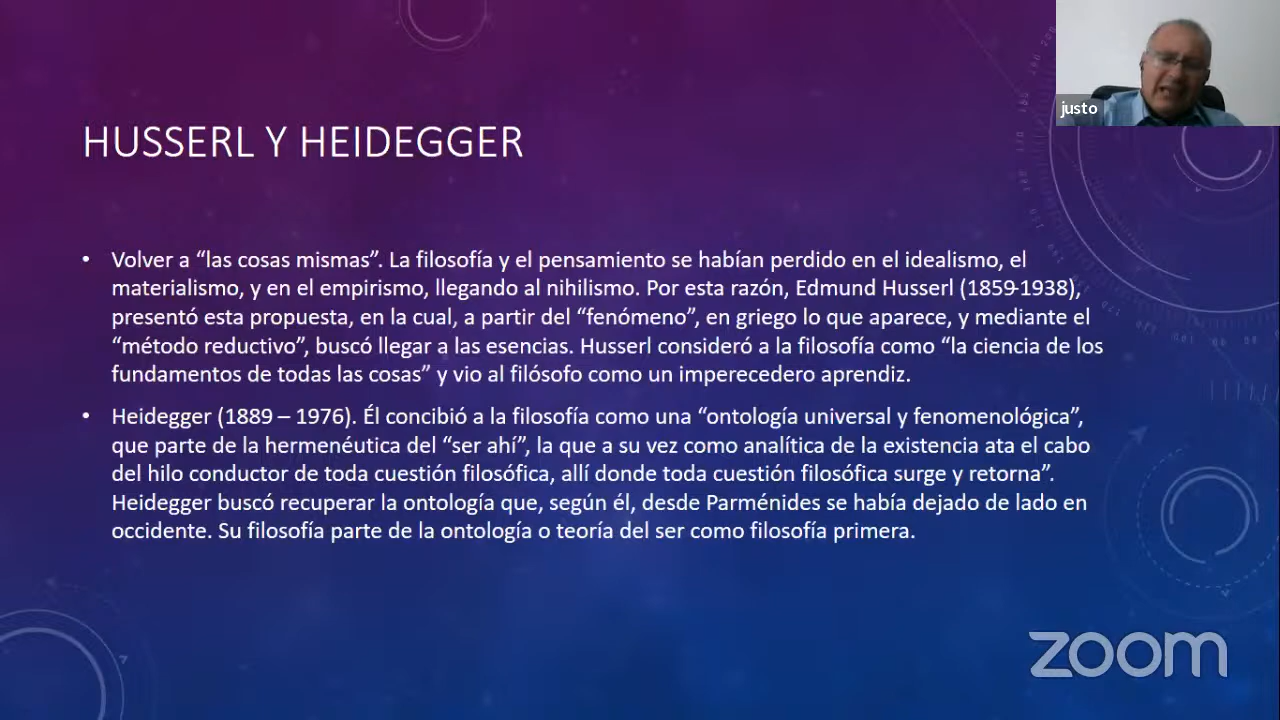 justo
HUSSERL Y HEIDEGGER
• Volver a “las cosas mismas”. La filosofía y el pensamiento se habían perdido en el idealismo, el
materialismo, y en el empirismo, llegando al nihilismo. Por esta razón, Edmund Husserl (1859-1938),
presentó esta propuesta, en la cual, a partir del “fenómeno”, en griego lo que aparece, y mediante el
“método reductivo”, buscó llegar a las esencias. Husserl consideró a la filosofía como “la ciencia de los
fundamentos de todas las cosas” y vio al filósofo como un imperecedero aprendiz.
• Heidegger (1889 – 1976). Él concibió a la filosofía como una “ontología universal y fenomenológica”,
que parte de la hermenéutica del “ser ahí”, la que a su vez como analítica de la existencia ata el cabo
del hilo conductor de toda cuestión filosófica, allí donde toda cuestión filosófica surge y retorna”.
Heidegger buscó recuperar la ontología que, según él, desde Parménides se había dejado de lado en
occidente. Su filosofía parte de la ontología o teoría del ser como filosofía primera.
zoom